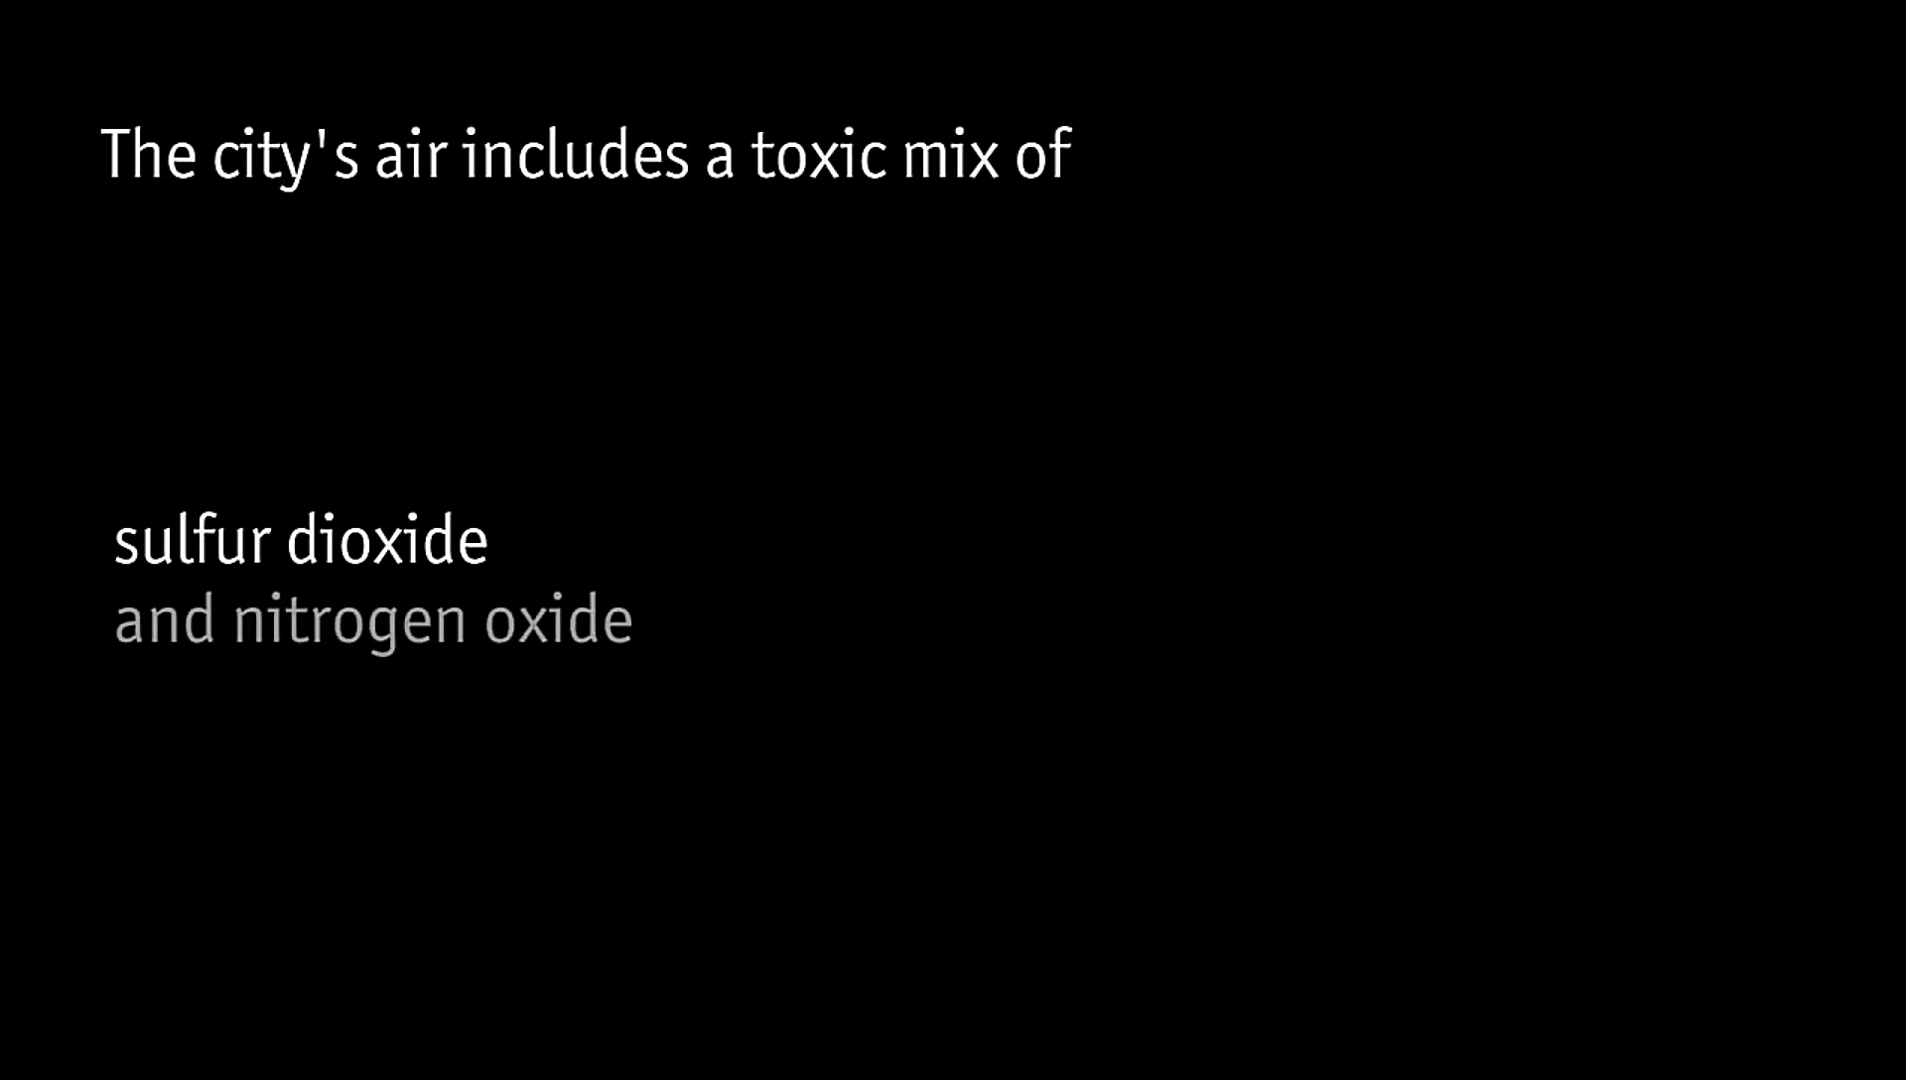 The city's air includes a toxic mix of
sulfur dioxide
and nitrogen oxide